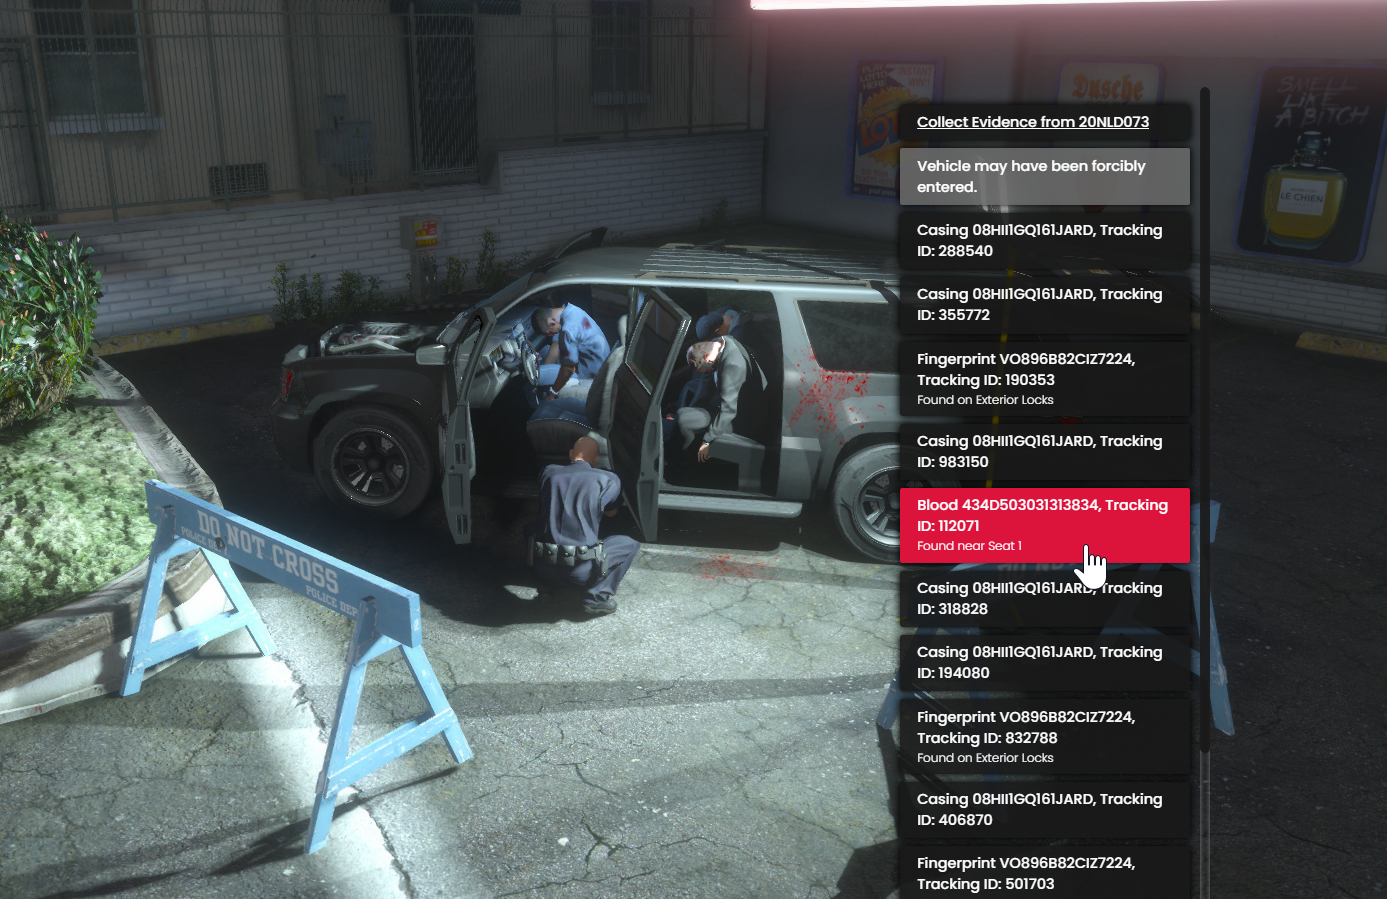 Collect Evidence from 20NLD073
Vehicle may have been forcibly
entered.
Casing 08HII1GQ161JARD, Tracking
ID: 288540
Casing 08HII1GQ161JARD, Tracking
ID: 355772
Fingerprint VO896B82CIZ7224,
Tracking ID: 190353
Found on Exterior Locks
Casing 08HII1GQ161JARD, Tracking
ID: 983150
Blood 434D503031313834, Tracking
ID: 112071
Found near Seat 1
Casing 08HII1GQ161JARD, Tracking
ID: 318828
Casing 08HII1GQ161JARD, Tracking
ID: 194080
Fingerprint VO896B82CIZ7224,
Tracking ID: 832788
Found on Exterior Locks
Casing 08HII1GQ161JARD, Tracking
ID: 406870
Fingerprint VO896B82CIZ7224,
Tracking ID: 501703
DO NOT CROSS
POLICE DEP
Dusche
SMELL
LIKE
A BITCH
LE CHIEN